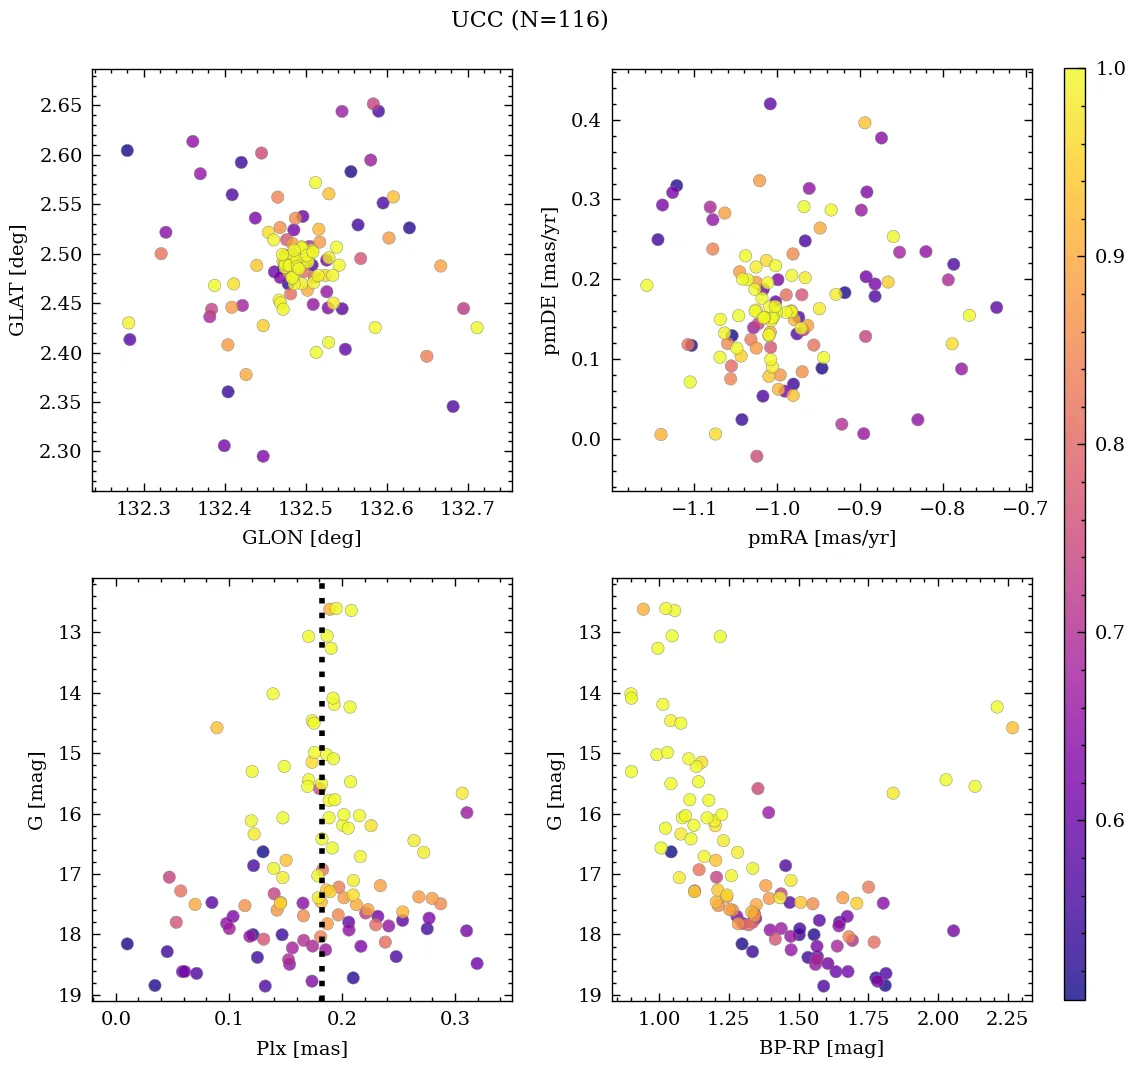 UCC (N=116)
2.65
2.60
2.55
2.50
2.45
2.40
2.35
2.30
GLAT [deg]
132.3 132.4 132.5 132.6 132.7
GLON [deg]
0.4
0.3
0.2
0.1
0.0
pmDE [mas/yr]
−1.1 −1.0 −0.9 −0.8 −0.7
pmRA [mas/yr]
1.0
0.9
0.8
0.7
0.6
13
14
15
16
17
18
19
G [mag]
0.0 0.1 0.2 0.3
Plx [mas]
13
14
15
16
17
18
19
G [mag]
1.00 1.25 1.50 1.75 2.00 2.25
BP-RP [mag]